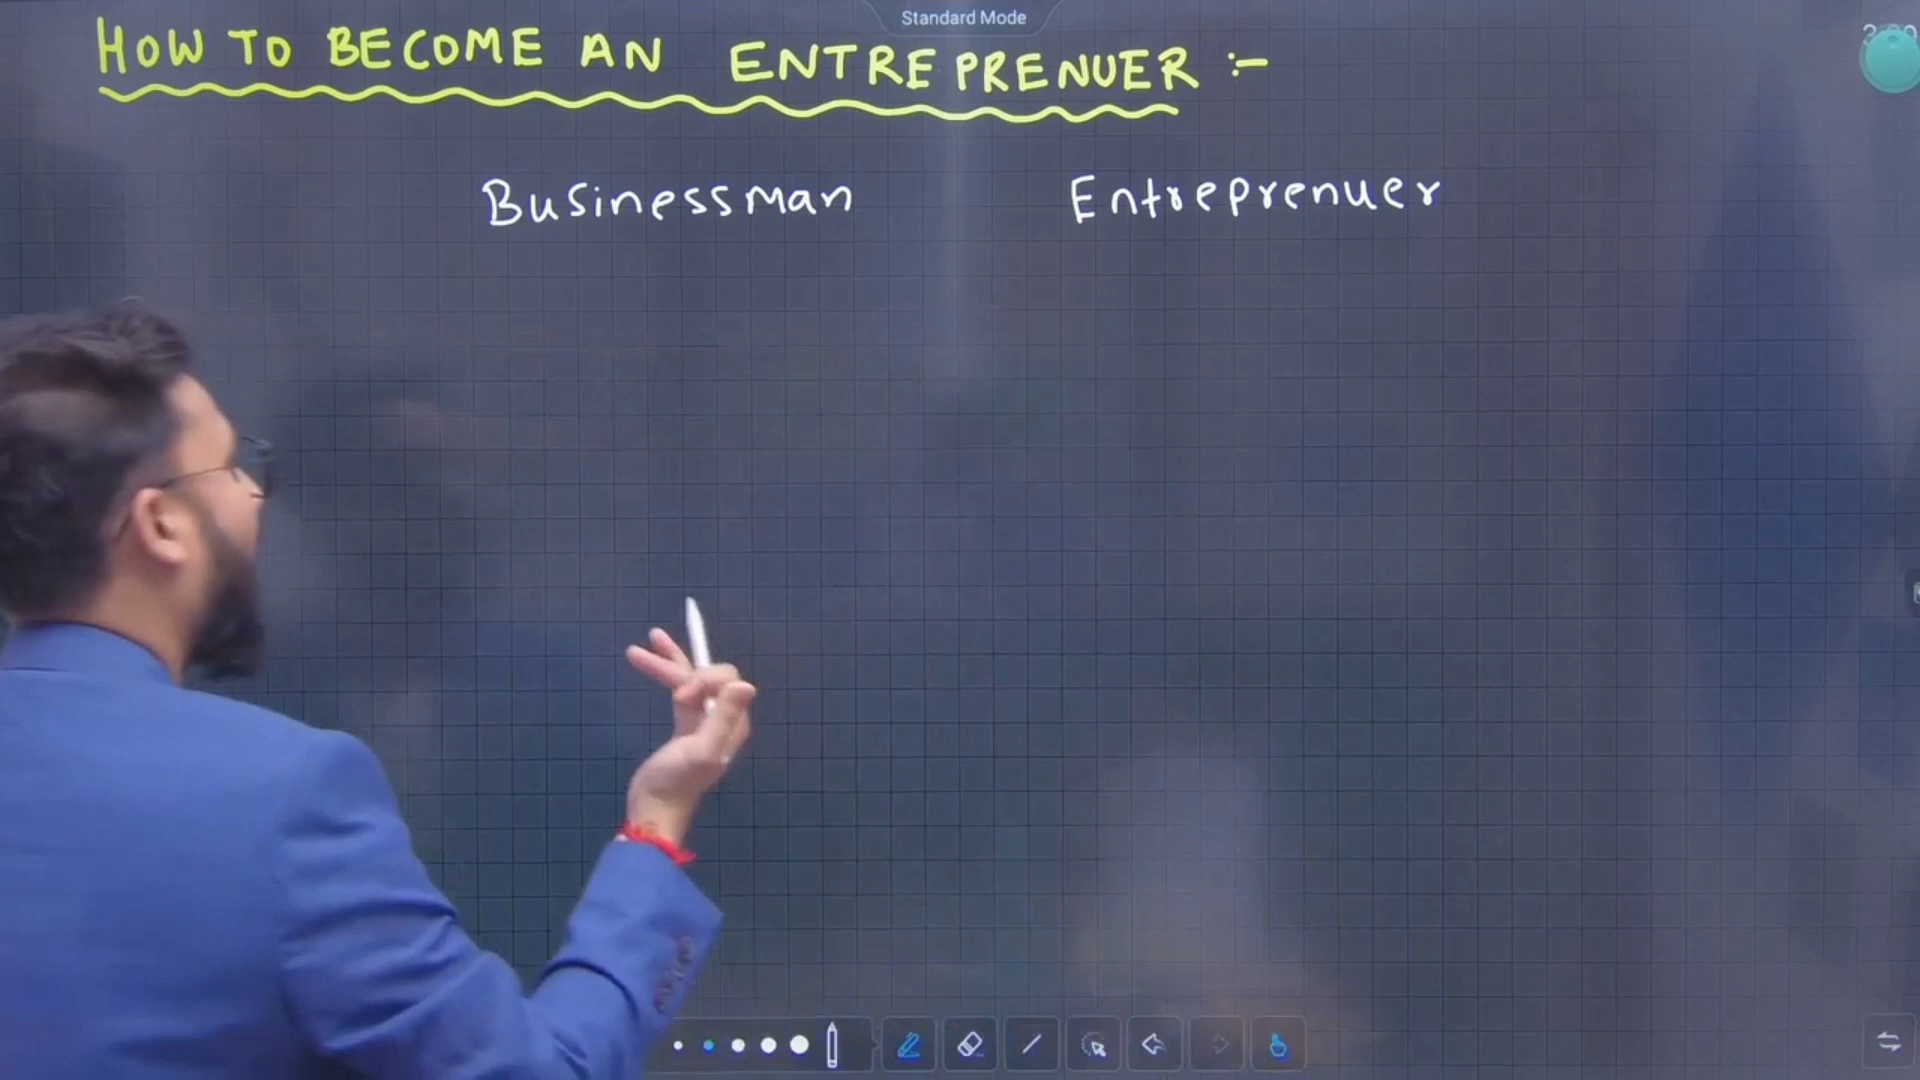 Standard Mode
HOW TO BECOME AN ENTREPRENUER :-
Businessman Entreprenuer